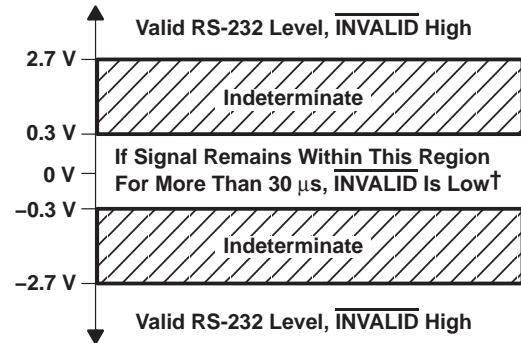 Valid RS-232 Level, INVALID High
2.7 V
Indeterminate
0.3 V
If Signal Remains Within This Region
0 V
For More Than 30 μs, INVALID Is Low†
−0.3 V
Indeterminate
−2.7 V
Valid RS-232 Level, INVALID High